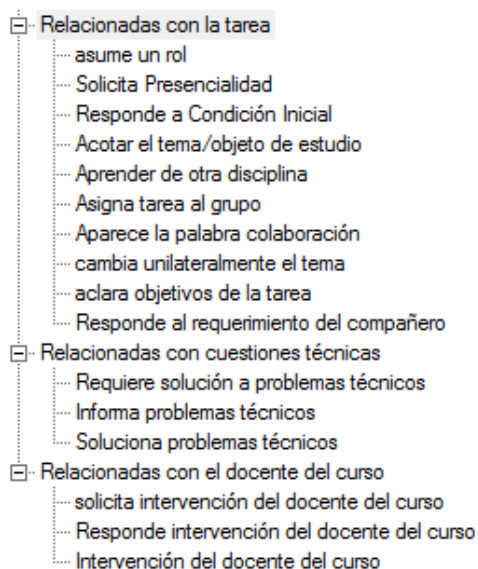 Relacionadas con la tarea
asume un rol
Solicita Presencialidad
Responde a Condición Inicial
Acotar el tema/objeto de estudio
Aprender de otra disciplina
Asigna tarea al grupo
Aparece la palabra colaboración
cambia unilateralmente el tema
aclara objetivos de la tarea
Responde al requerimiento del compañero
Relacionadas con cuestiones técnicas
Requiere solución a problemas técnicos
Informa problemas técnicos
Soluciona problemas técnicos
Relacionadas con el docente del curso
solicita intervención del docente del curso
Responde intervención del docente del curso
Intervención del docente del curso